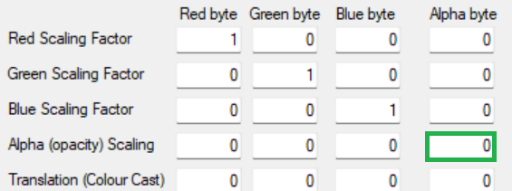 Red byte Green byte Blue byte Alpha byte
Red Scaling Factor 1 0 0 0
Green Scaling Factor 0 1 0 0
Blue Scaling Factor 0 0 1 0
Alpha (opacity) Scaling 0 0 0 0
Translation (Colour Cast) 0 0 0 0